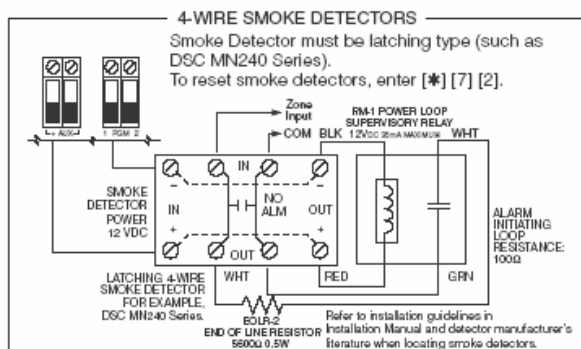 4-WIRE SMOKE DETECTORS
Smoke Detector must be latching type (such as
DSC MN240 Series).
To reset smoke detectors, enter [✱] [7] [2].
+ AUX -
1 PGM 2
Zone
Input
COM
BLK
RM-1 POWER LOOP
SUPERVISORY RELAY
12VDC 35mA MAXIMUM
WHT
SMOKE
DETECTOR
POWER
12 VDC
IN
-
-
IN
NO
ALM
OUT
+
+
OUT
ALARM
INITIATING
LOOP
RESISTANCE:
100Ω
LATCHING 4-WIRE
SMOKE DETECTOR
FOR EXAMPLE,
DSC MN240 Series.
WHT
RED
GRN
EOLR-2
END OF LINE RESISTOR
5600Ω 0.5W
Refer to installation guidelines in
Installation Manual and detector manufacturer's
literature when locating smoke detectors.